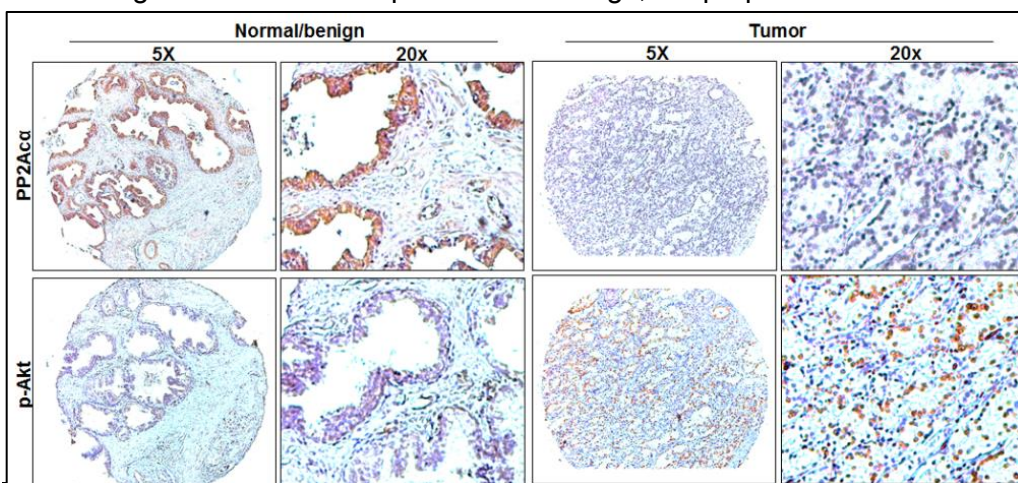 Normal/benign Tumor
5X 20x 5X 20x
PP2Acα
p-Akt